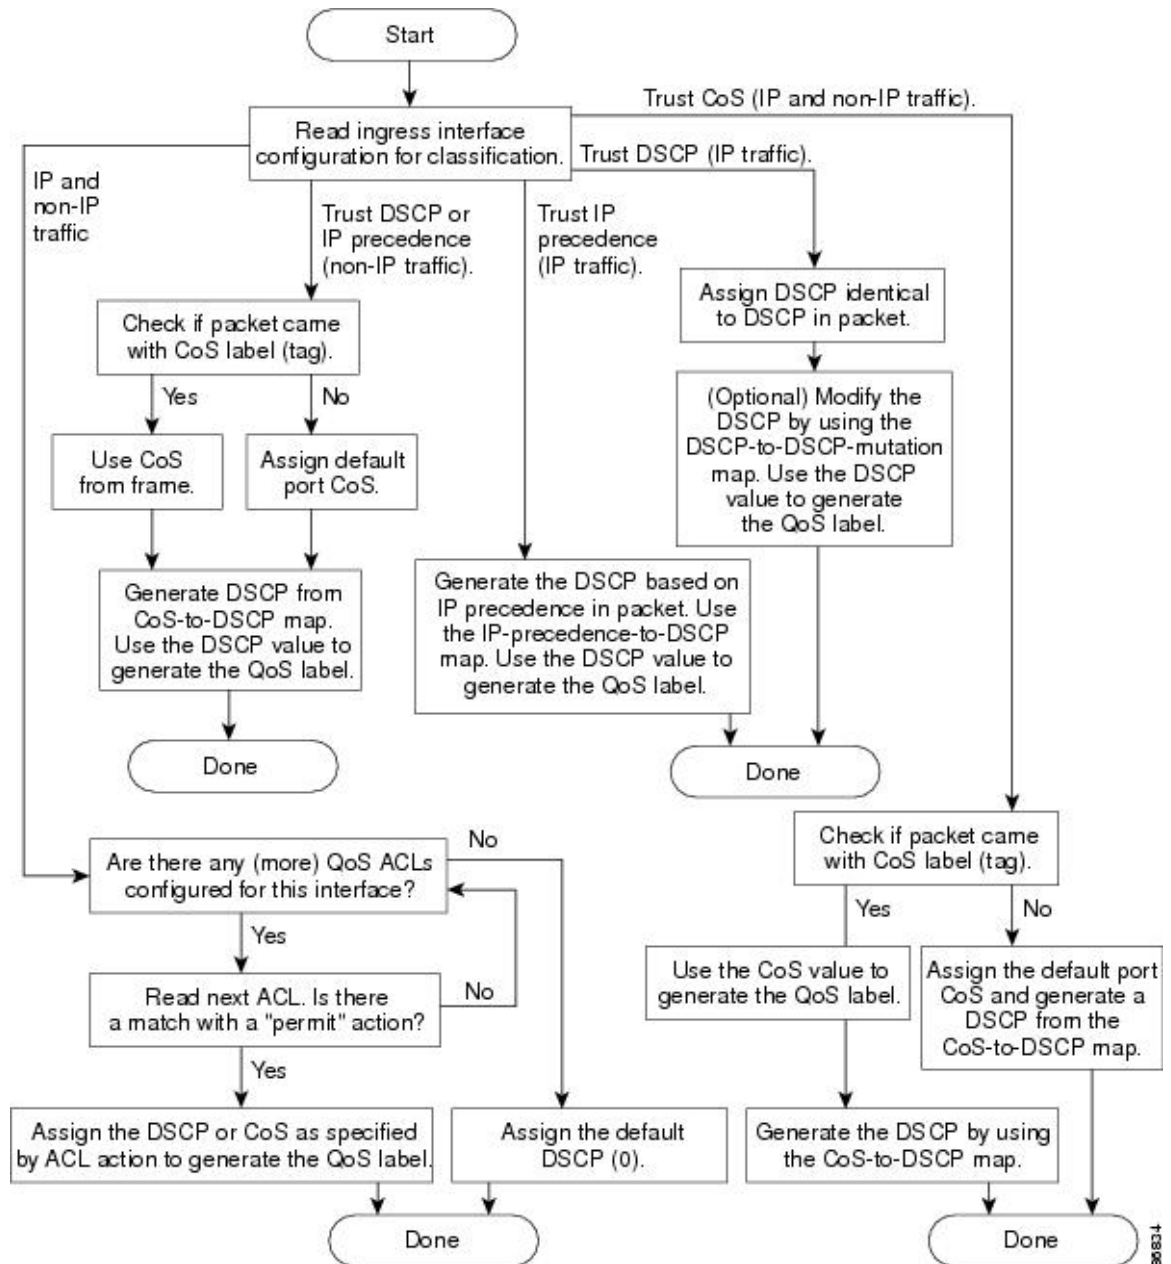 Start
Trust CoS (IP and non-IP traffic).
Read ingress interface
configuration for classification.
Trust DSCP (IP traffic).
IP and
non-IP
traffic
Trust DSCP or
IP precedence
(non-IP traffic).
Trust IP
precedence
(IP traffic).
Assign DSCP identical
to DSCP in packet.
Check if packet came
with CoS label (tag).
Yes
No
(Optional) Modify the
DSCP by using the
DSCP-to-DSCP-mutation
map. Use the DSCP
value to generate
the QoS label.
Use CoS
from frame.
Assign default
port CoS.
Generate DSCP from
CoS-to-DSCP map.
Use the DSCP value to
generate the QoS label.
Generate the DSCP based on
IP precedence in packet. Use
the IP-precedence-to-DSCP
map. Use the DSCP value to
generate the QoS label.
Done
Done
Check if packet came
with CoS label (tag).
Are there any (more) QoS ACLs
configured for this interface?
No
Yes
Yes
No
Read next ACL. Is there
a match with a "permit" action?
No
Yes
Use the CoS value to
generate the QoS label.
Assign the default port
CoS and generate a
DSCP from the
CoS-to-DSCP map.
Assign the DSCP or CoS as specified
by ACL action to generate the QoS label.
Assign the default
DSCP (0).
Generate the DSCP by using
the CoS-to-DSCP map.
Done
Done
86834